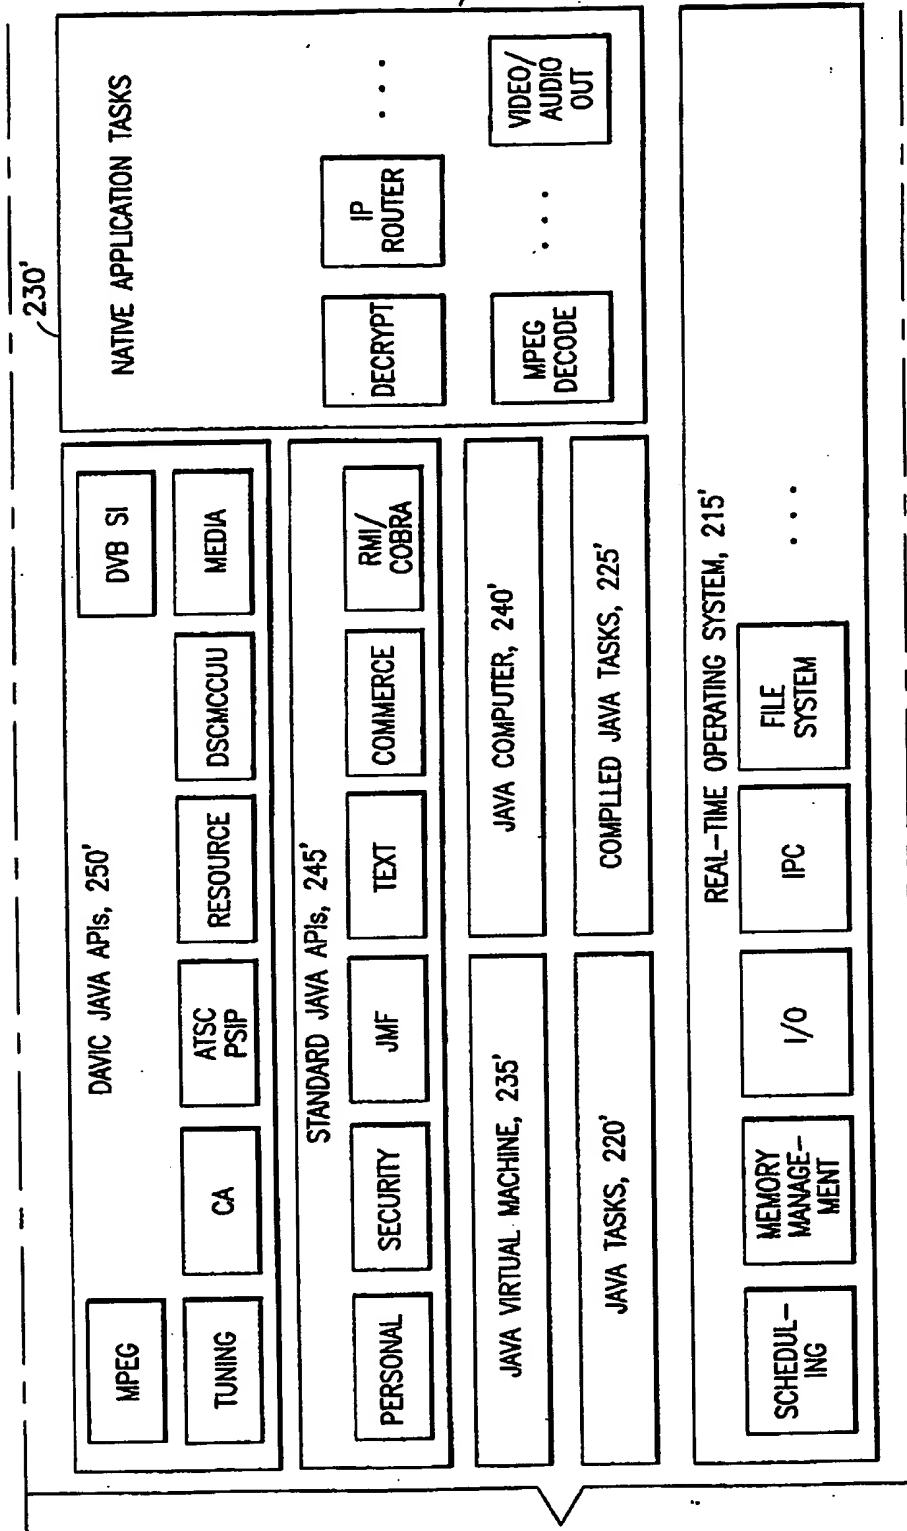 230'
DAVIC JAVA APIs, 250'
MPEG
DVB SI
TUNING
CA
ATSC
PSIP
RESOURCE
DSCMCCUU
MEDIA
STANDARD JAVA APIs, 245'
PERSONAL
SECURITY
JMF
TEXT
COMMERCE
RMI/
COBRA
JAVA VIRTUAL MACHINE, 235'
JAVA COMPUTER, 240'
JAVA TASKS, 220'
COMPLLED JAVA TASKS, 225'
NATIVE APPLICATION TASKS
DECRYPT
IP
ROUTER
. . .
MPEG
DECODE
. . .
VIDEO/
AUDIO
OUT
REAL-TIME OPERATING SYSTEM, 215'
SCHEDUL-
ING
MEMORY
MANAGE-
MENT
I/O
IPC
FILE
SYSTEM
. . .